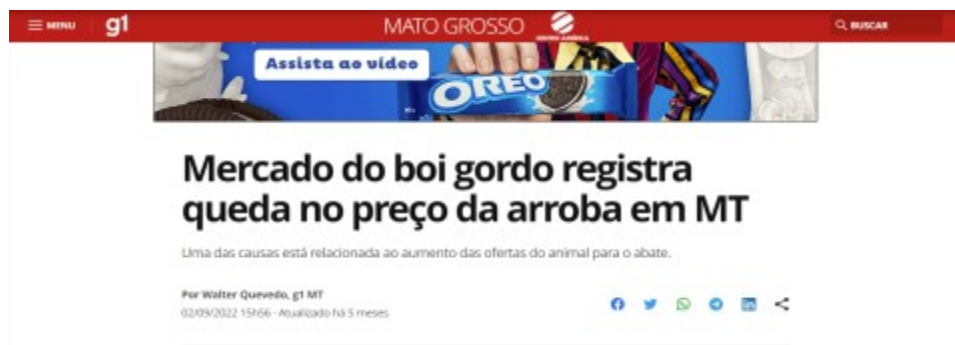 MENU
g1
MATO GROSSO
BUSCAR
Assista ao vídeo
OREO
Mercado do boi gordo registra
queda no preço da arroba em MT
Uma das causas está relacionada ao aumento das ofertas do animal para o abate.
Por Walter Quevedo, g1 MT
02/09/2022 15h56 - Atualizado há 5 meses